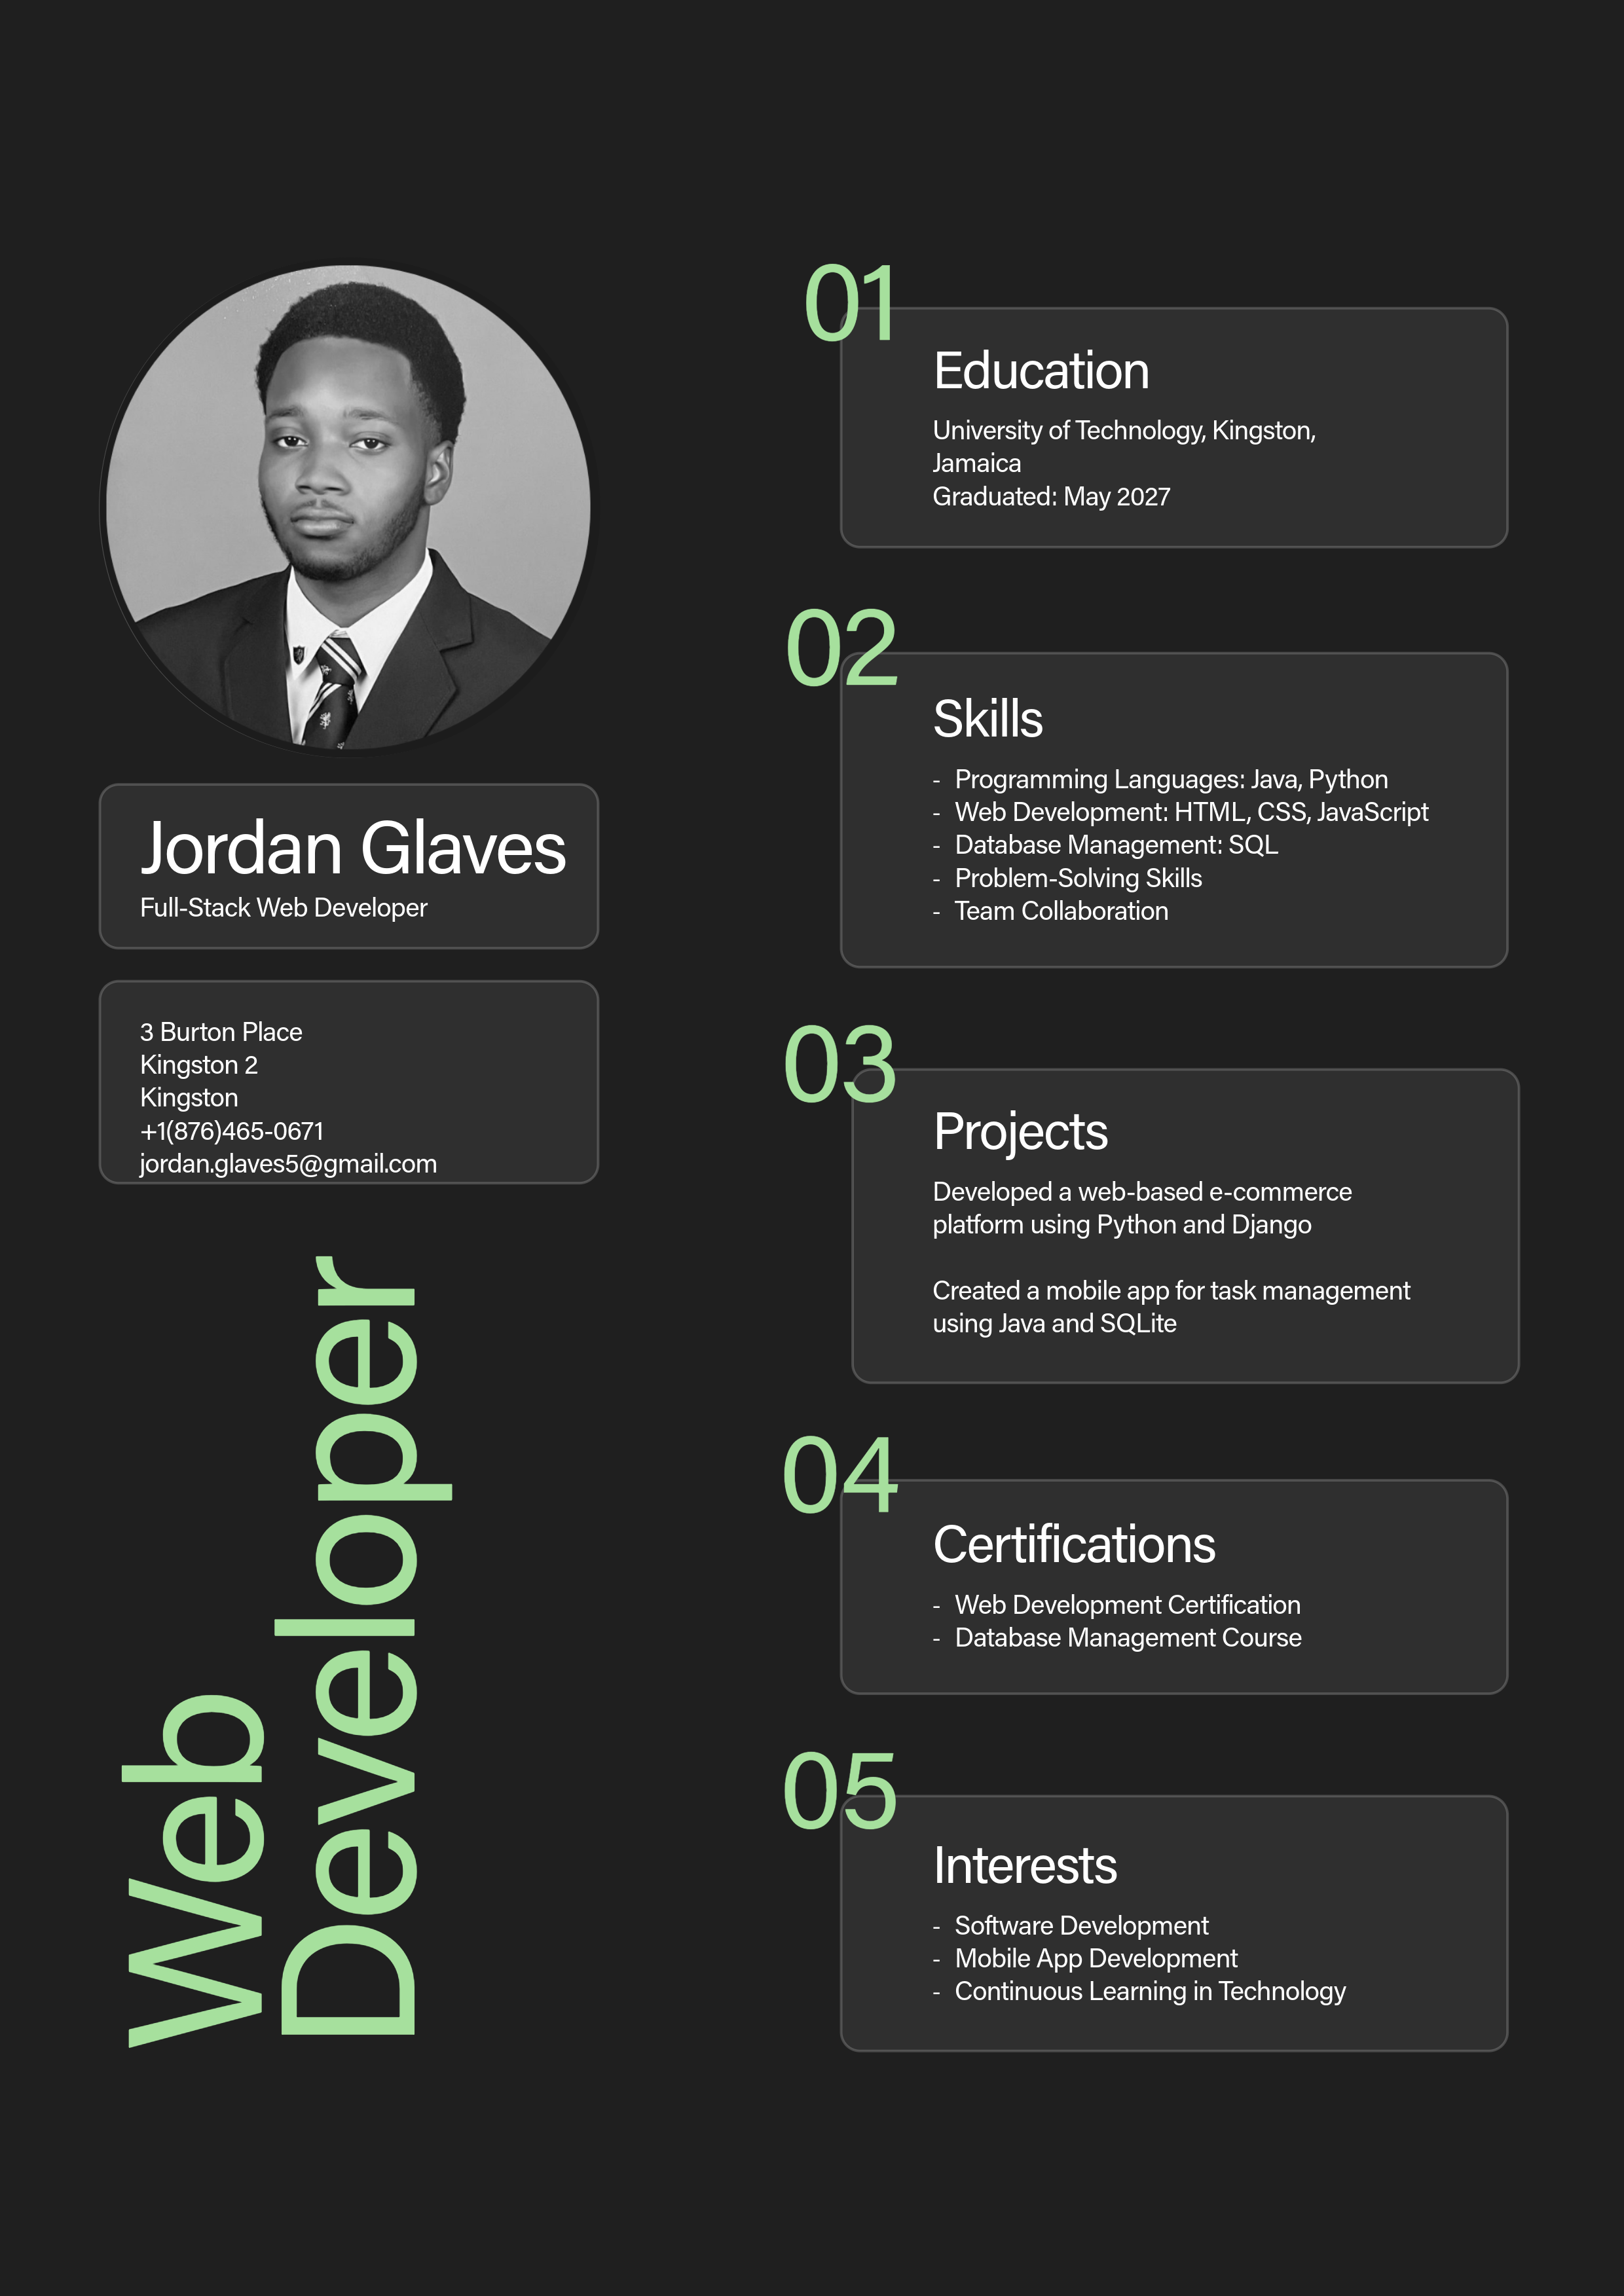 Jordan Glaves
Full-Stack Web Developer
3 Burton Place
Kingston 2
Kingston
+1(876)465-0671
jordan.glaves5@gmail.com
Web
Developer
01
Education
University of Technology, Kingston,
Jamaica
Graduated: May 2027
02
Skills
- Programming Languages: Java, Python
- Web Development: HTML, CSS, JavaScript
- Database Management: SQL
- Problem-Solving Skills
- Team Collaboration
03
Projects
Developed a web-based e-commerce
platform using Python and Django
Created a mobile app for task management
using Java and SQLite
04
Certifications
- Web Development Certification
- Database Management Course
05
Interests
- Software Development
- Mobile App Development
- Continuous Learning in Technology